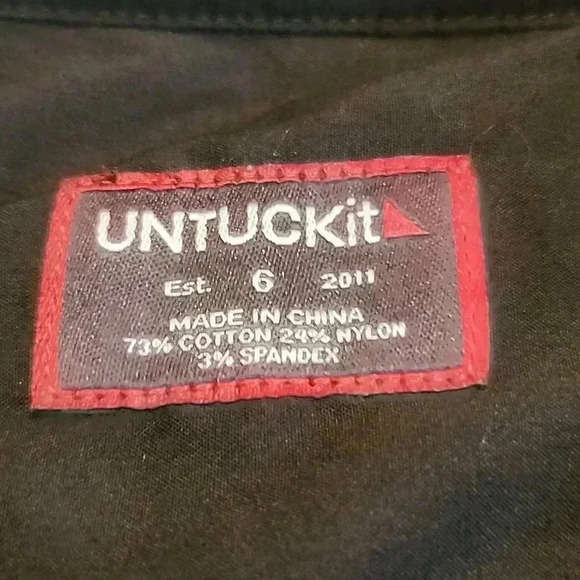 UNTUCKit
Est. 6 2011
MADE IN CHINA
73% COTTON 24% NYLON
3% SPANDEX